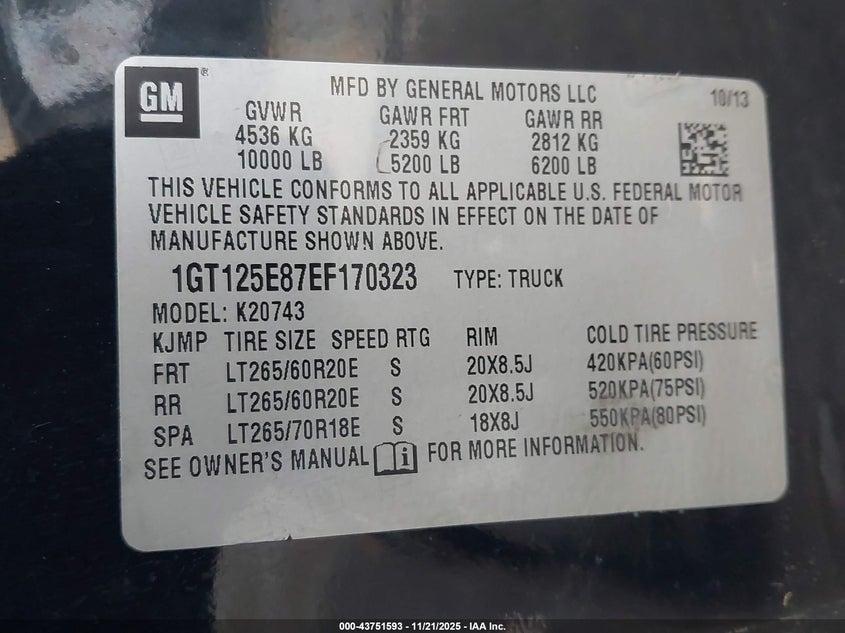 GM
®
MFD BY GENERAL MOTORS LLC
10/13
GVWR GAWR FRT GAWR RR
4536 KG 2359 KG 2812 KG
10000 LB 5200 LB 6200 LB
THIS VEHICLE CONFORMS TO ALL APPLICABLE U.S. FEDERAL MOTOR
VEHICLE SAFETY STANDARDS IN EFFECT ON THE DATE OF
MANUFACTURE SHOWN ABOVE.
1GT125E87EF170323 TYPE: TRUCK
MODEL: K20743
KJMP TIRE SIZE SPEED RTG RIM COLD TIRE PRESSURE
FRT LT265/60R20E S 20X8.5J 420KPA(60PSI)
RR LT265/60R20E S 20X8.5J 520KPA(75PSI)
SPA LT265/70R18E S 18X8J 550KPA(80PSI)
SEE OWNER'S MANUAL i FOR MORE INFORMATION.
000-43751593 - 11/21/2025 - IAA Inc.